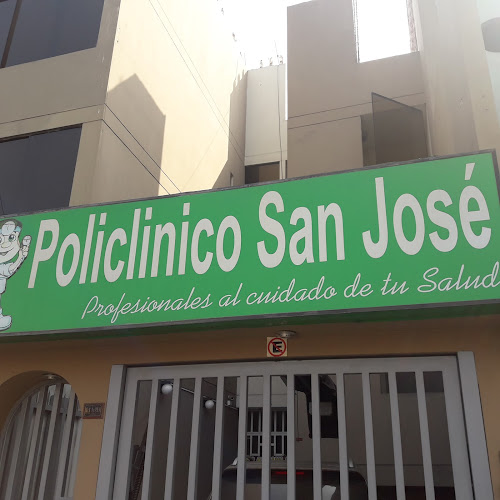 Policlinico San José
Profesionales al cuidado de tu Salud
E